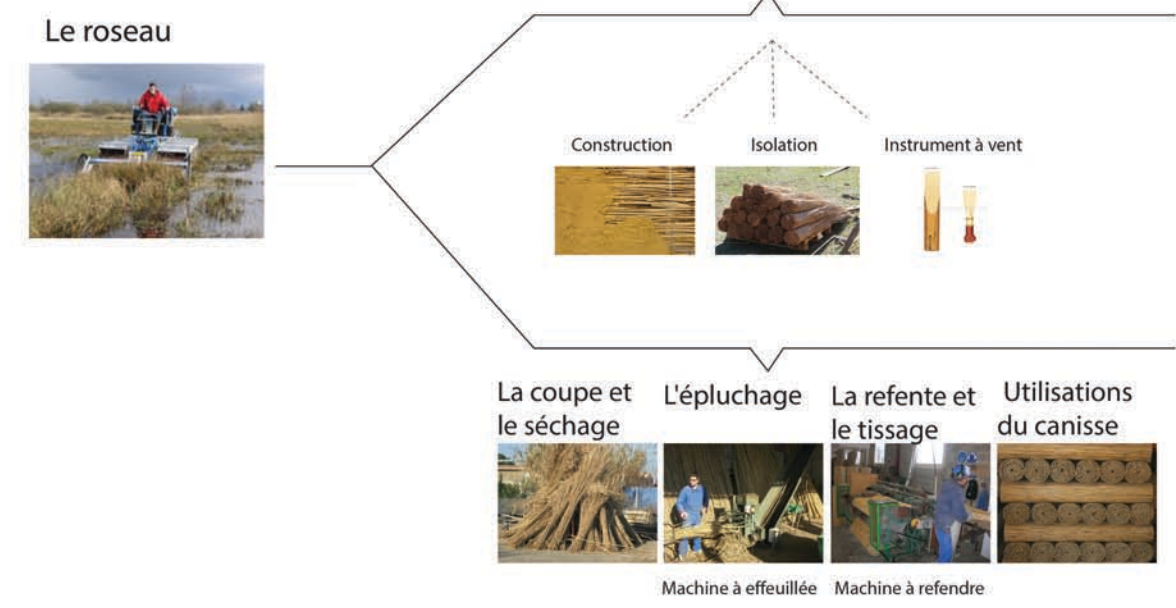 Le roseau
Construction
Isolation
Instrument à vent
La coupe et
le séchage
L'épluchage
La refente et
le tissage
Utilisations
du canisse
Machine à effeuillée
Machine à refendre